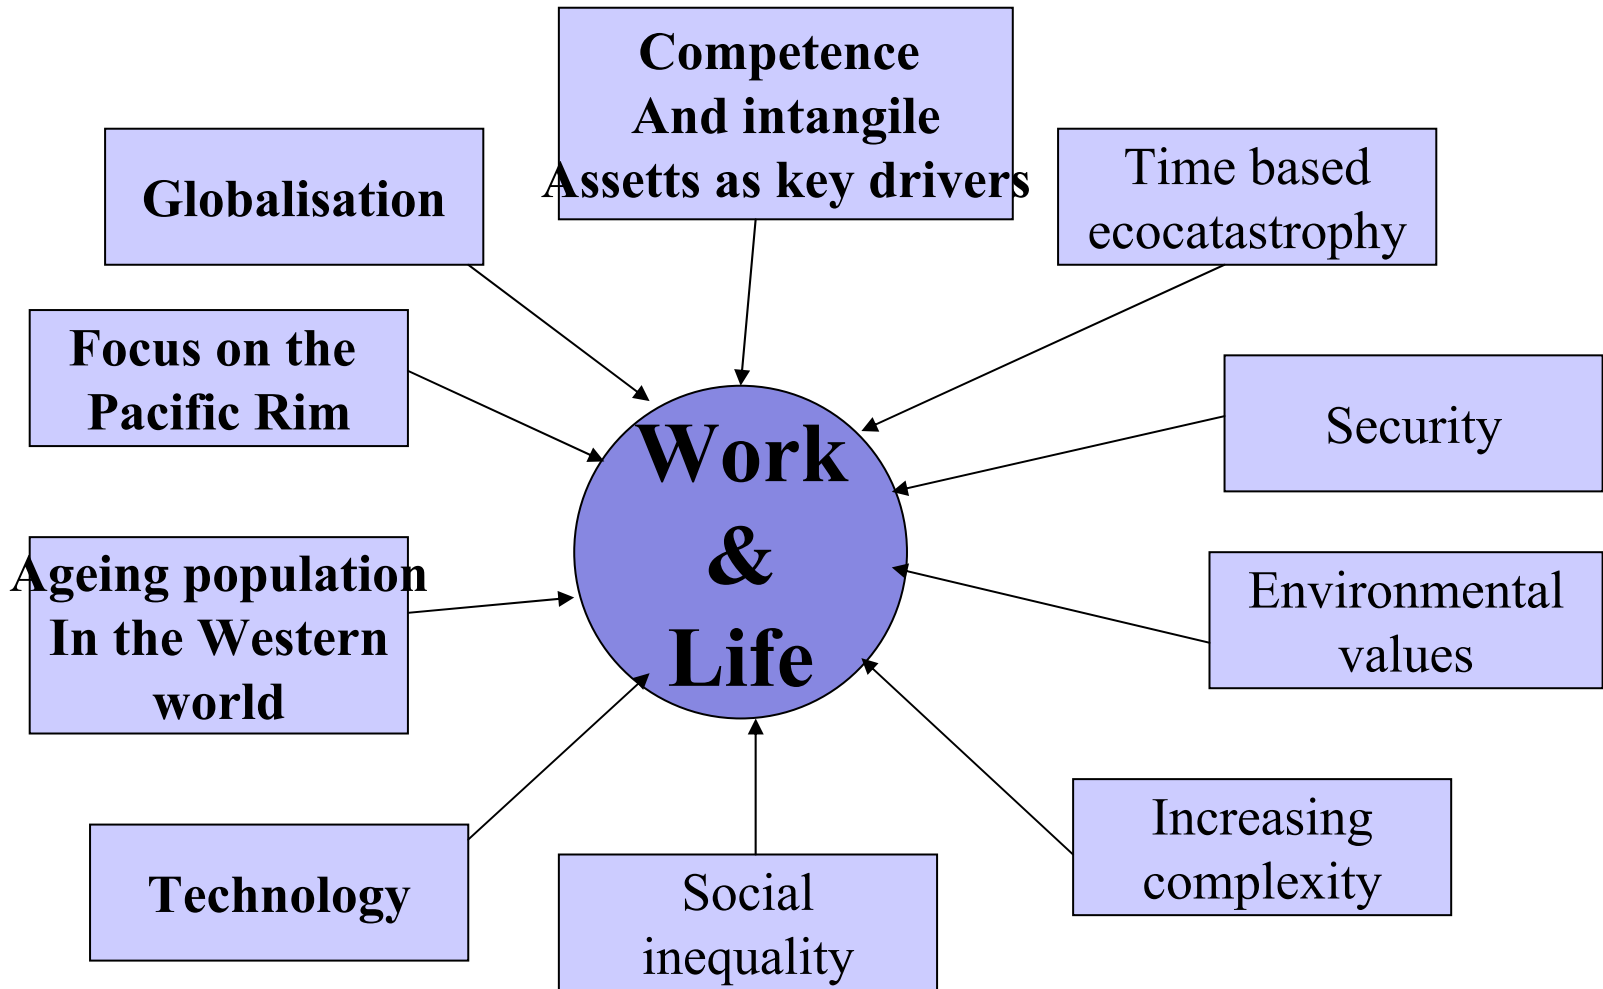 Competence
And intangile
Assetts as key drivers
Globalisation
Time based
ecocatastrophy
Focus on the
Pacific Rim
Security
Work
&
Life
Ageing population
In the Western
world
Environmental
values
Technology
Social
inequality
Increasing
complexity